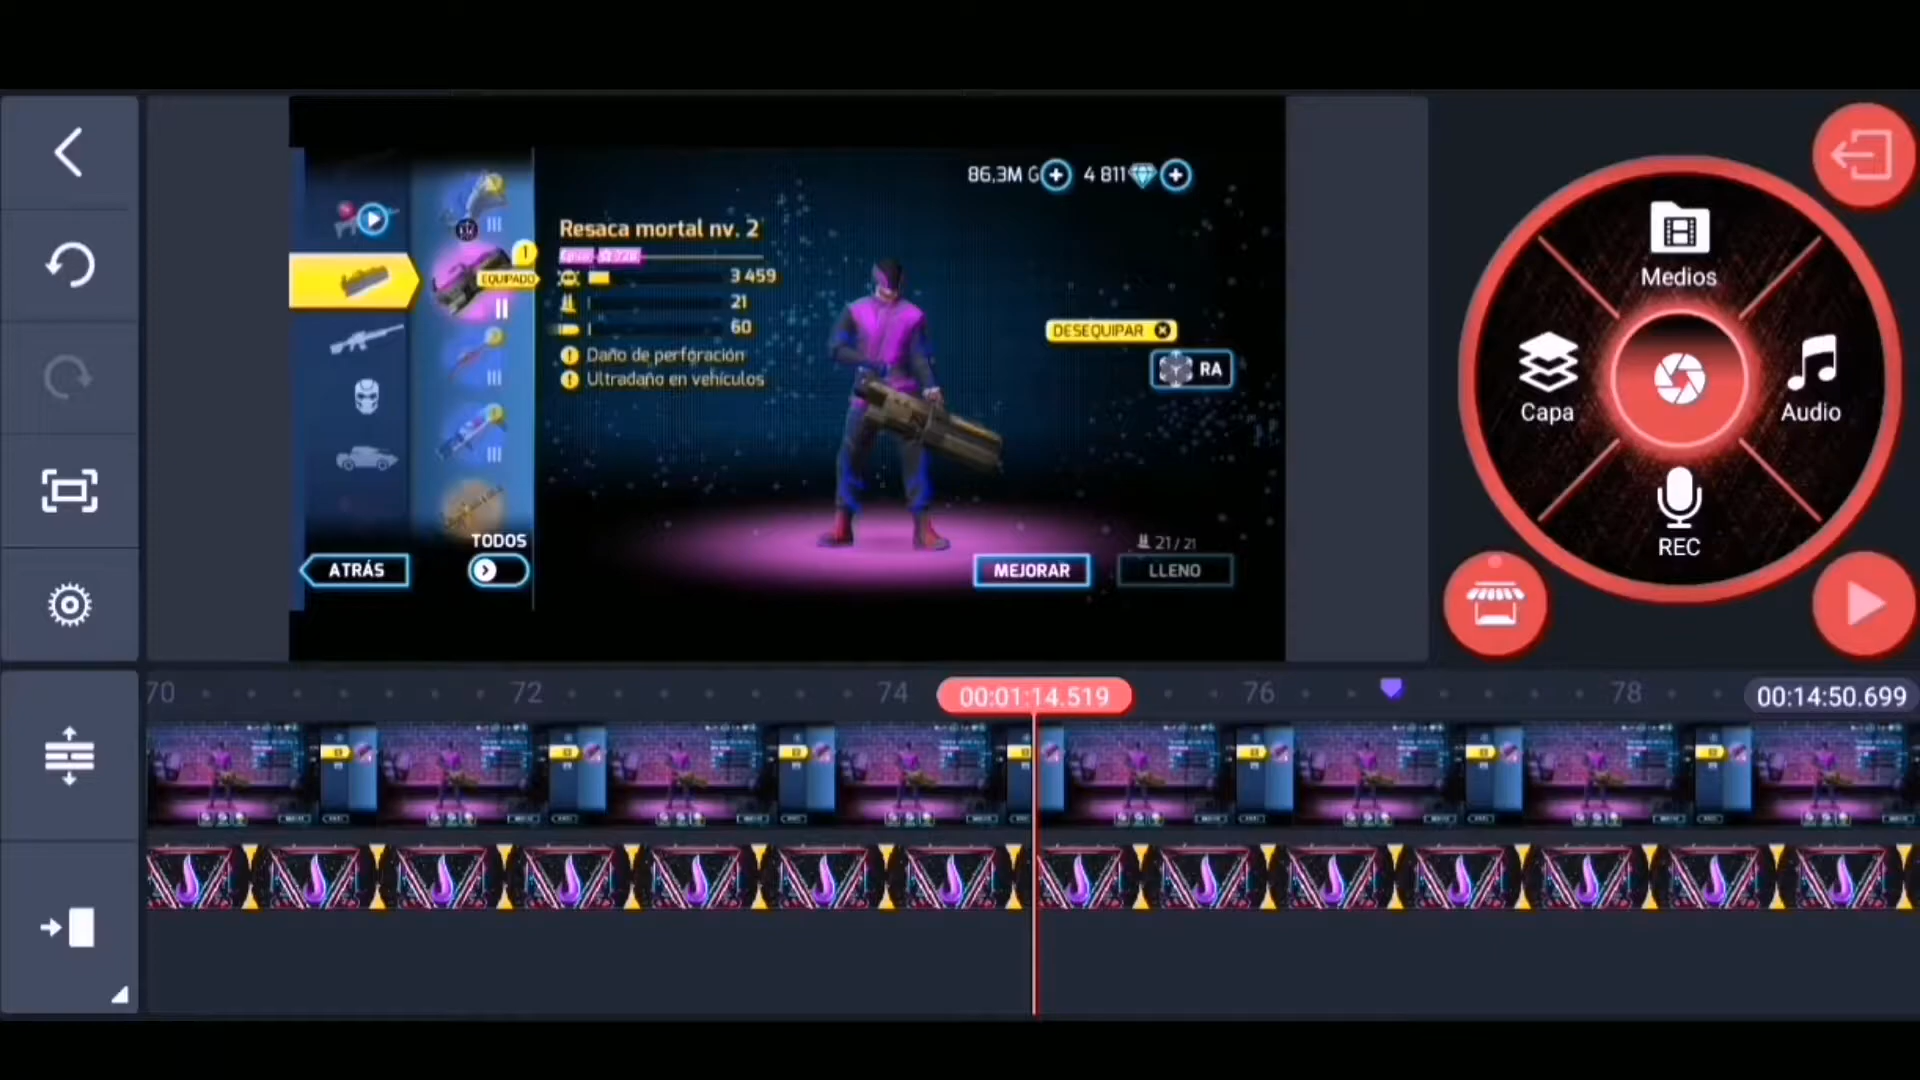 86,3M G 4 811
Resaca mortal nv. 2
1
EQUIPADO
3 459
21
60
Daño de perforación
Ultradaño en vehículos
DESEQUIPAR
RA
TODOS
ATRÁS
MEJORAR
21/21
LLENO
Medios
Capa
Audio
REC
70 72 74 00:01:14.519 76 78 00:14:50.699